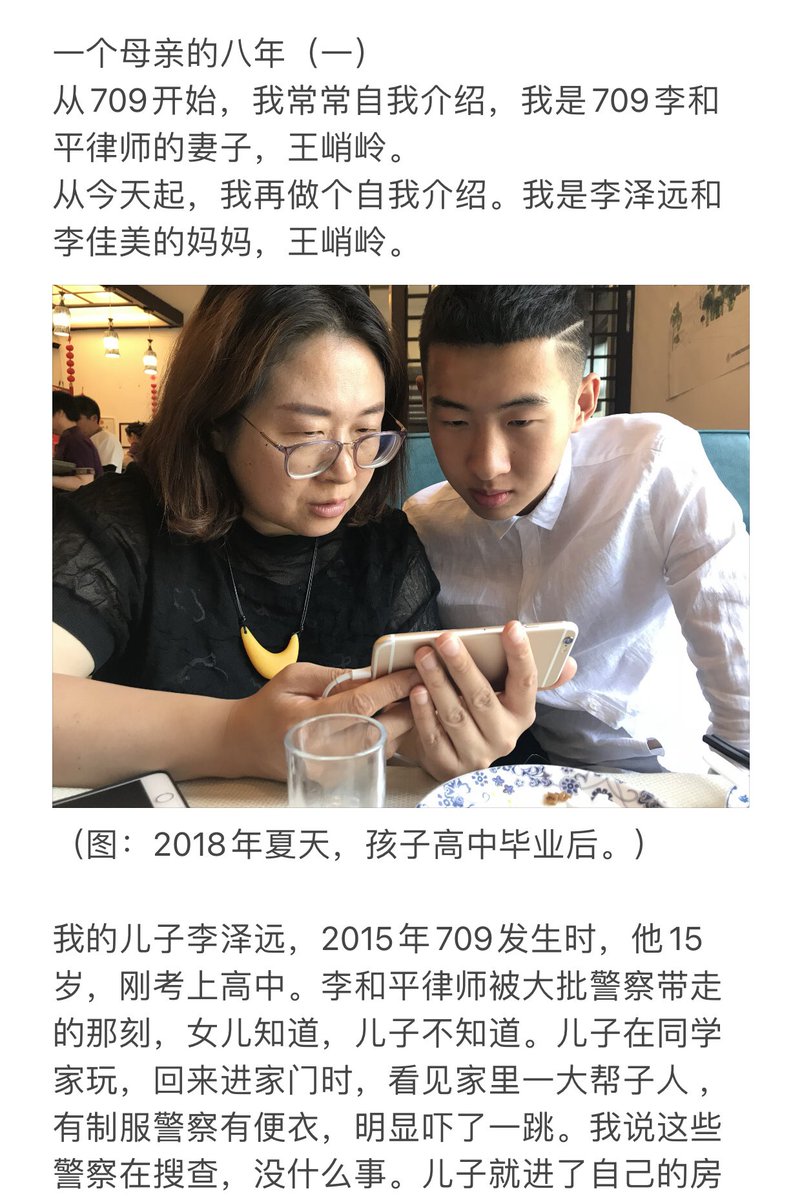 一个母亲的八年（一）
从709开始，我常常自我介绍，我是709李和
平律师的妻子，王峭岭。
从今天起，我再做个自我介绍。我是李泽远和
李佳美的妈妈，王峭岭。
（图：2018年夏天，孩子高中毕业后。）
我的儿子李泽远，2015年709发生时，他15
岁，刚考上高中。李和平律师被大批警察带走
的那刻，女儿知道，儿子不知道。儿子在同学
家玩，回来进家门时，看见家里一大帮子人，
有制服警察有便衣，明显吓了一跳。我说这些
警察在搜查，没什么事。儿子就进了自己的房